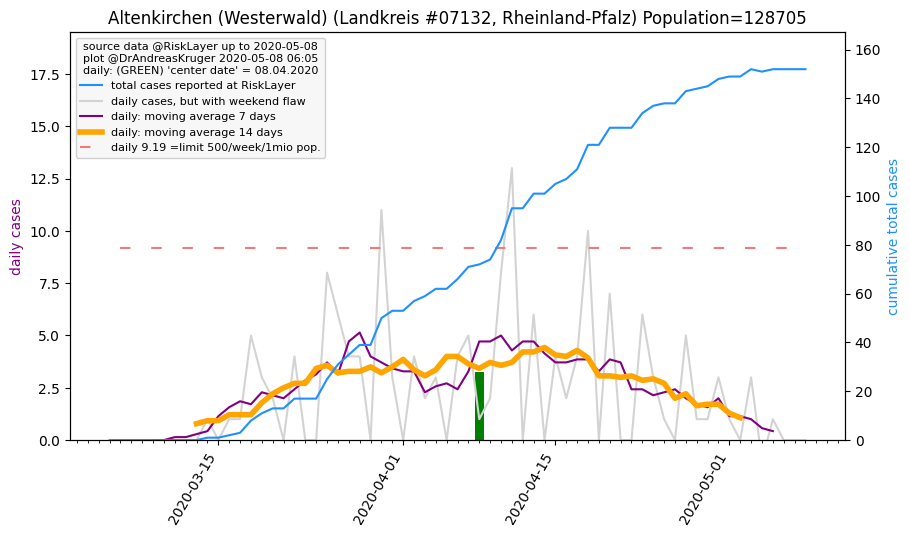 Altenkirchen (Westerwald) (Landkreis #07132, Rheinland-Pfalz) Population=128705
source data @RiskLayer up to 2020-05-08
plot @DrAndreasKruger 2020-05-08 06:05
daily: (GREEN) 'center date' = 08.04.2020
total cases reported at RiskLayer
daily cases, but with weekend flaw
daily: moving average 7 days
daily: moving average 14 days
daily 9.19 =limit 500/week/1mio pop.
daily cases
17.5
15.0
12.5
10.0
7.5
5.0
2.5
0.0
160
140
120
100
80
60
40
20
0
cumulative total cases
2020-03-15
2020-04-01
2020-04-15
2020-05-01